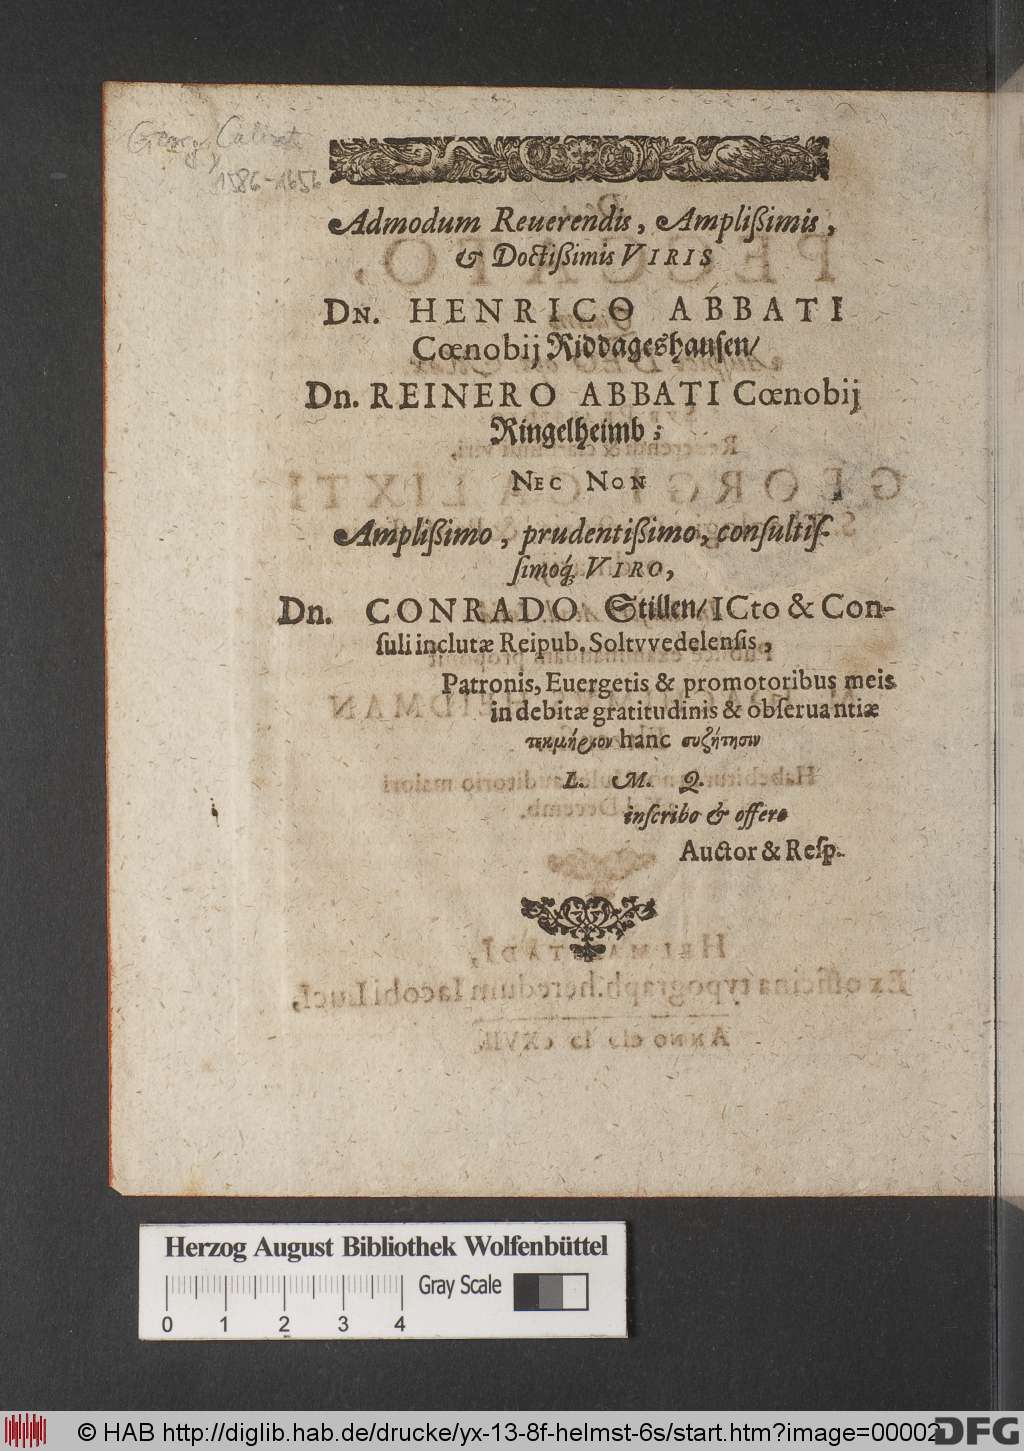 Georg Calixt
1586-1656
Admodum Reuerendis, Amplißimis,
& Doctißimis VIRIS
DN. HENRICO ABBATI
Cœnobij Riddageshausen/
Dn. REINERO ABBATI Cœnobij
Ringelheimb;
NEC NON
Amplißimo, prudentißimo, consultis-
simoq́; VIRO,
Dn. CONRADO Stillen/ ICto & Con-
suli inclutæ Reipub. Soltvvedelensis,
Patronis, Euergetis & promotoribus meis
in debitæ gratitudinis & obseruantiæ
τεκμήριον hanc συζήτησιν
L. M. Q.
inscribo & offero
Auctor & Resp.
Herzog August Bibliothek Wolfenbüttel
Gray Scale
0 1 2 3 4
© HAB http://diglib.hab.de/drucke/yx-13-8f-helmst-6s/start.htm?image=00002
DFG